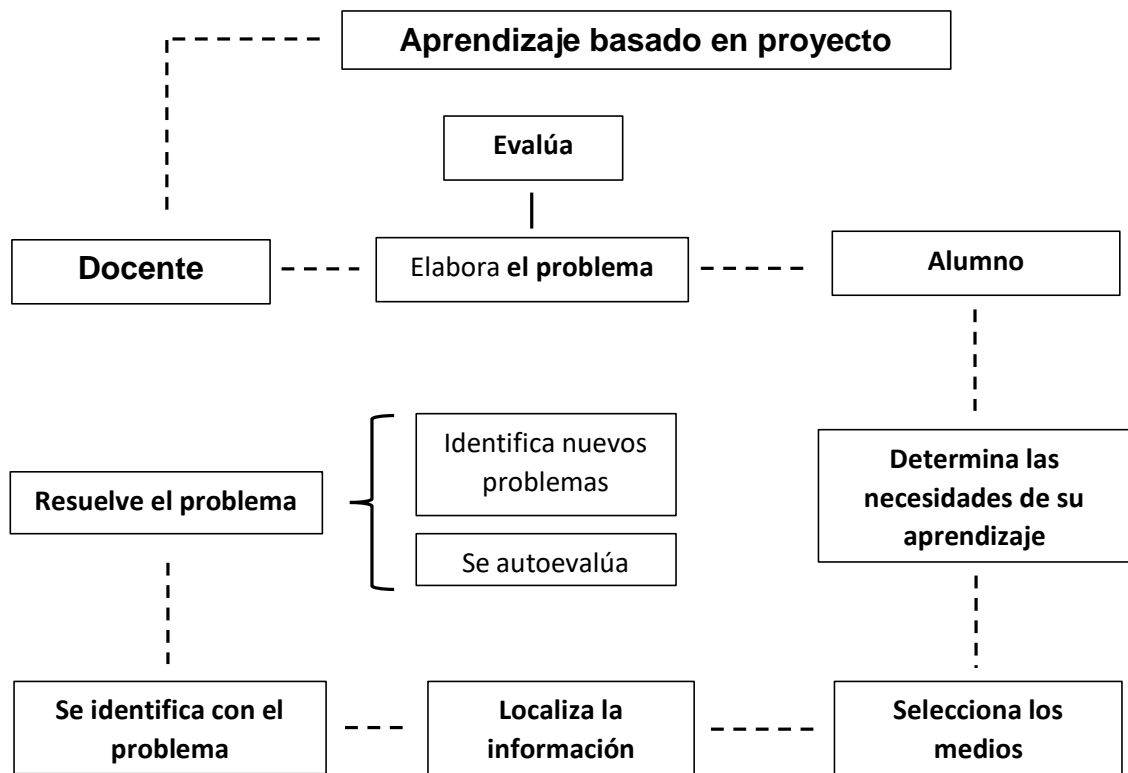 Aprendizaje basado en proyecto
Evalúa
Docente
Elabora el problema
Alumno
Identifica nuevos
problemas
Resuelve el problema
Se autoevalúa
Determina las
necesidades de su
aprendizaje
Se identifica con el
problema
Localiza la
información
Selecciona los
medios